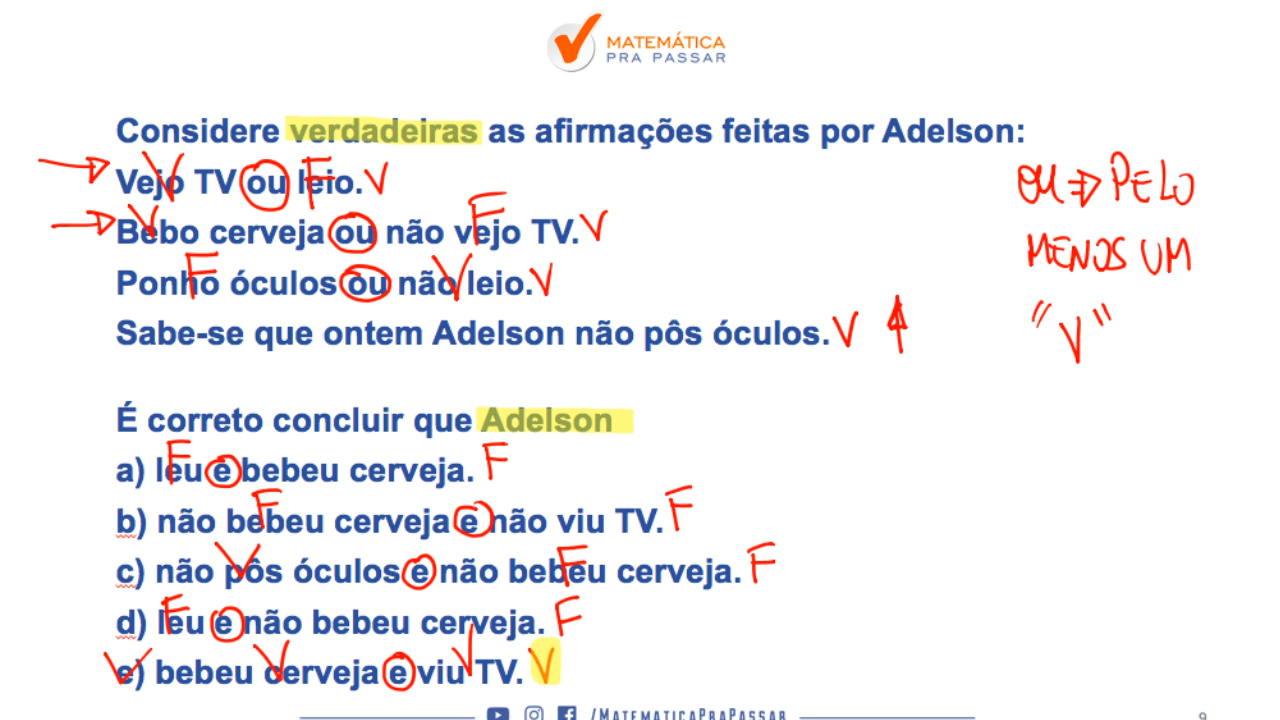 MATEMÁTICA
PRA PASSAR
Considere verdadeiras as afirmações feitas por Adelson:
V F
Vejo TV ou leio. V
V F
Bebo cerveja ou não vejo TV. V
F V
Ponho óculos ou não leio. V
Sabe-se que ontem Adelson não pôs óculos. V
OU ⇒ PELO
MENOS UM
"V"
É correto concluir que Adelson
F
a) leu e bebeu cerveja. F
F
b) não bebeu cerveja e não viu TV. F
V F
c) não pôs óculos e não bebeu cerveja. F
F
d) leu e não bebeu cerveja. F
V V
e) bebeu cerveja e viu TV. V
/MATEMATICAPRAPASSAR
9